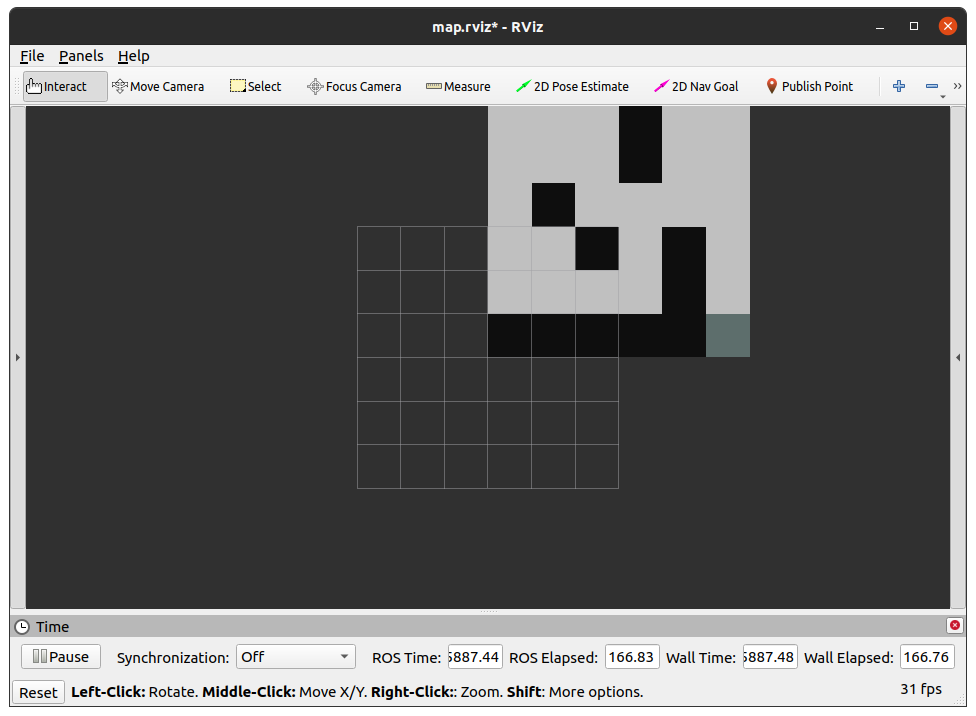 map.rviz* - RViz
File Panels Help
Interact Move Camera Select Focus Camera Measure 2D Pose Estimate 2D Nav Goal Publish Point
Time
Pause Synchronization: Off ROS Time: 5887.44 ROS Elapsed: 166.83 Wall Time: 5887.48 Wall Elapsed: 166.76
Reset Left-Click: Rotate. Middle-Click: Move X/Y. Right-Click:: Zoom. Shift: More options. 31 fps